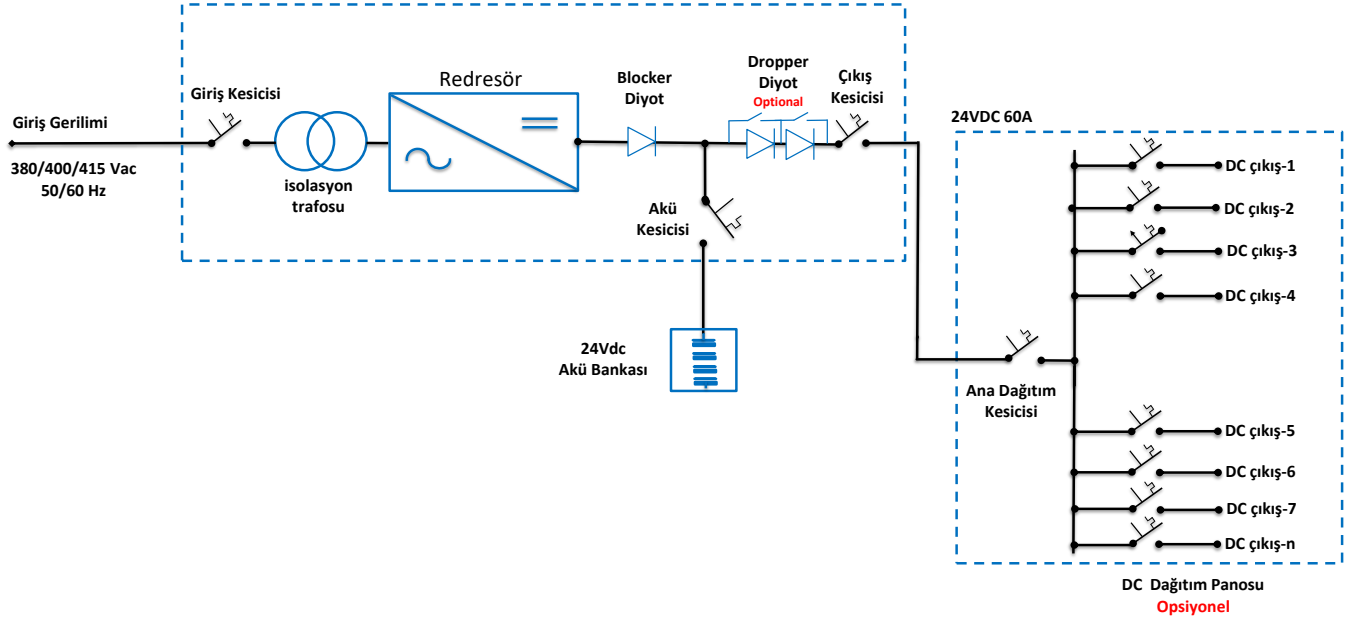 Giriş Gerilimi
380/400/415 Vac
50/60 Hz
Giriş Kesicisi
isolasyon
trafosu
Redresör
Blocker
Diyot
Dropper
Diyot
Optional
Çıkış
Kesicisi
Akü
Kesicisi
24Vdc
Akü Bankası
24VDC 60A
Ana Dağıtım
Kesicisi
DC çıkış-1
DC çıkış-2
DC çıkış-3
DC çıkış-4
DC çıkış-5
DC çıkış-6
DC çıkış-7
DC çıkış-n
DC Dağıtım Panosu
Opsiyonel